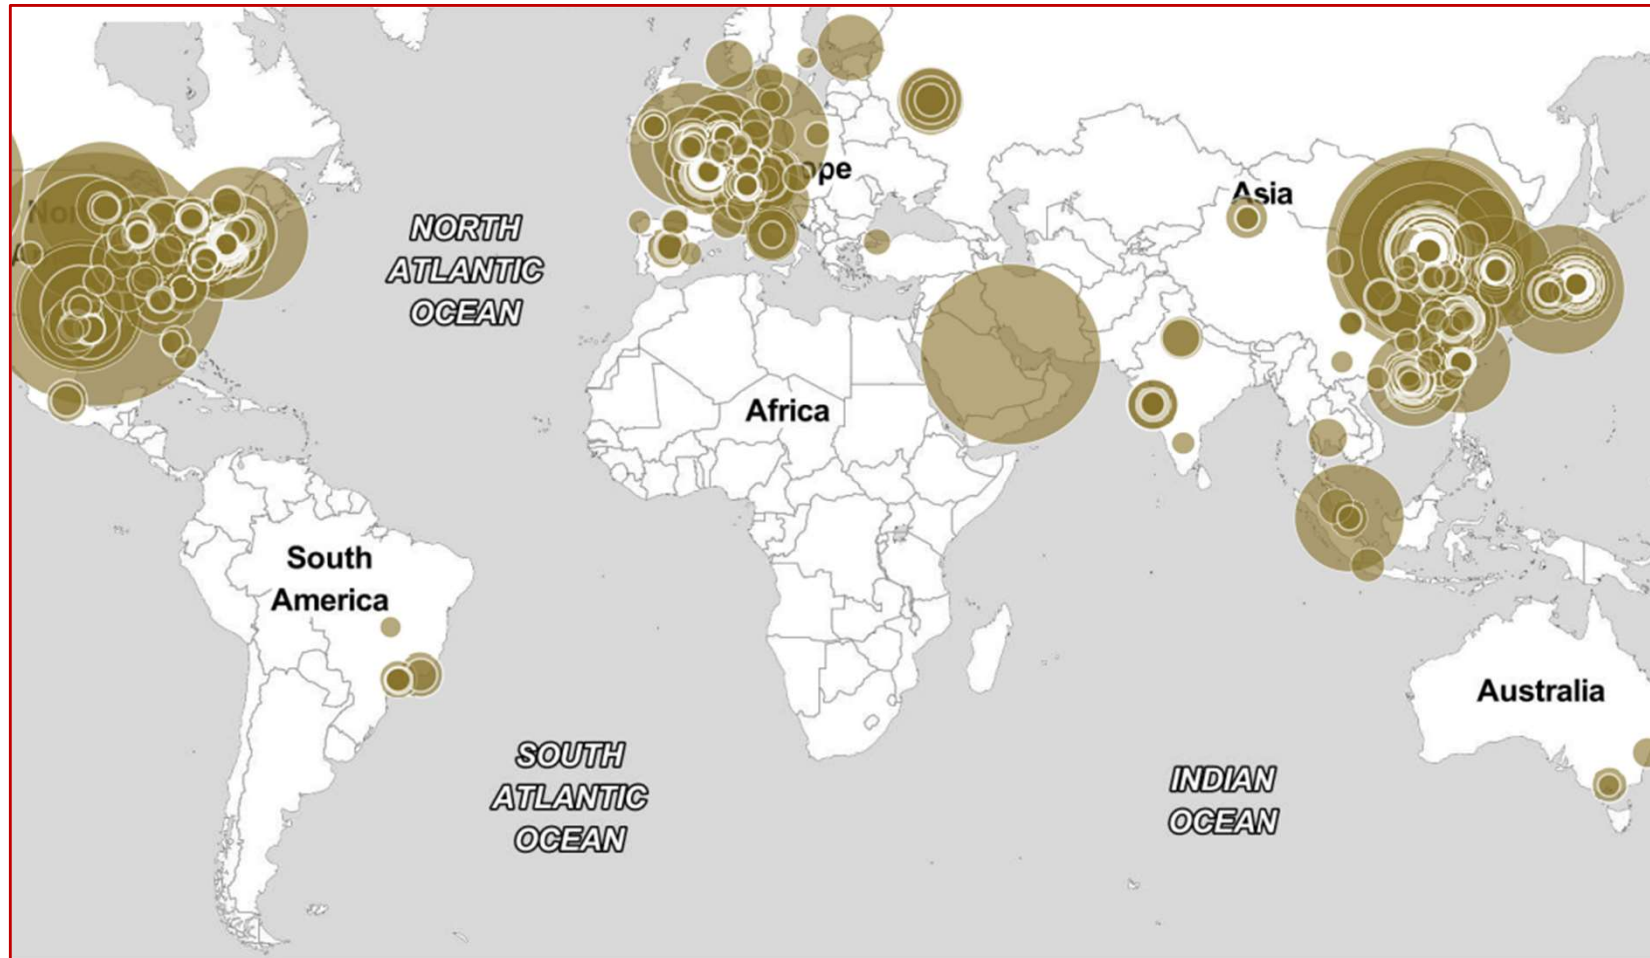 NORTH
ATLANTIC
OCEAN
Asia
Africa
South
America
SOUTH
ATLANTIC
OCEAN
INDIAN
OCEAN
Australia